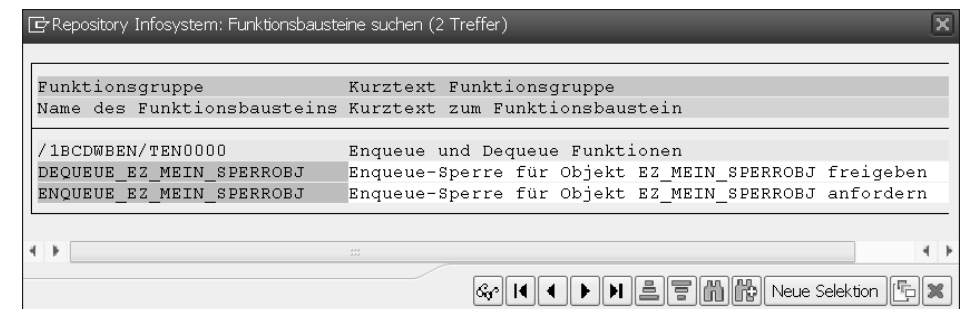 Repository Infosystem: Funktionsbausteine suchen (2 Treffer)
Funktionsgruppe Kurztext Funktionsgruppe
Name des Funktionsbausteins Kurztext zum Funktionsbaustein
/1BCDWBEN/TEN0000 Enqueue und Dequeue Funktionen
DEQUEUE_EZ_MEIN_SPERROBJ Enqueue-Sperre für Objekt EZ_MEIN_SPERROBJ freigeben
ENQUEUE_EZ_MEIN_SPERROBJ Enqueue-Sperre für Objekt EZ_MEIN_SPERROBJ anfordern
Neue Selektion